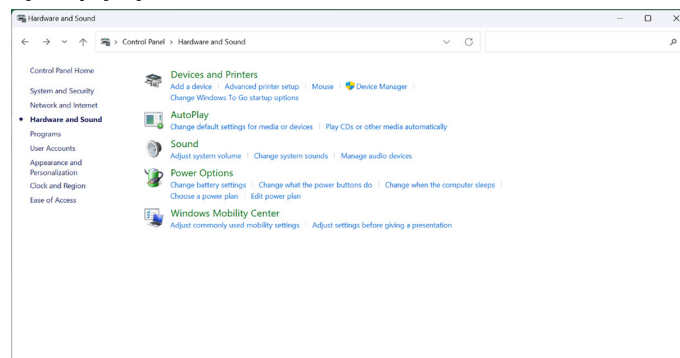 Hardware and Sound
Control Panel > Hardware and Sound
Control Panel Home
System and Security
Network and Internet
Hardware and Sound
Programs
User Accounts
Appearance and
Personalization
Clock and Region
Ease of Access
Devices and Printers
Add a device | Advanced printer setup | Mouse | Device Manager |
Change Windows To Go startup options
AutoPlay
Change default settings for media or devices | Play CDs or other media automatically
Sound
Adjust system volume | Change system sounds | Manage audio devices
Power Options
Change battery settings | Change what the power buttons do | Change when the computer sleeps |
Choose a power plan | Edit power plan
Windows Mobility Center
Adjust commonly used mobility settings | Adjust settings before giving a presentation